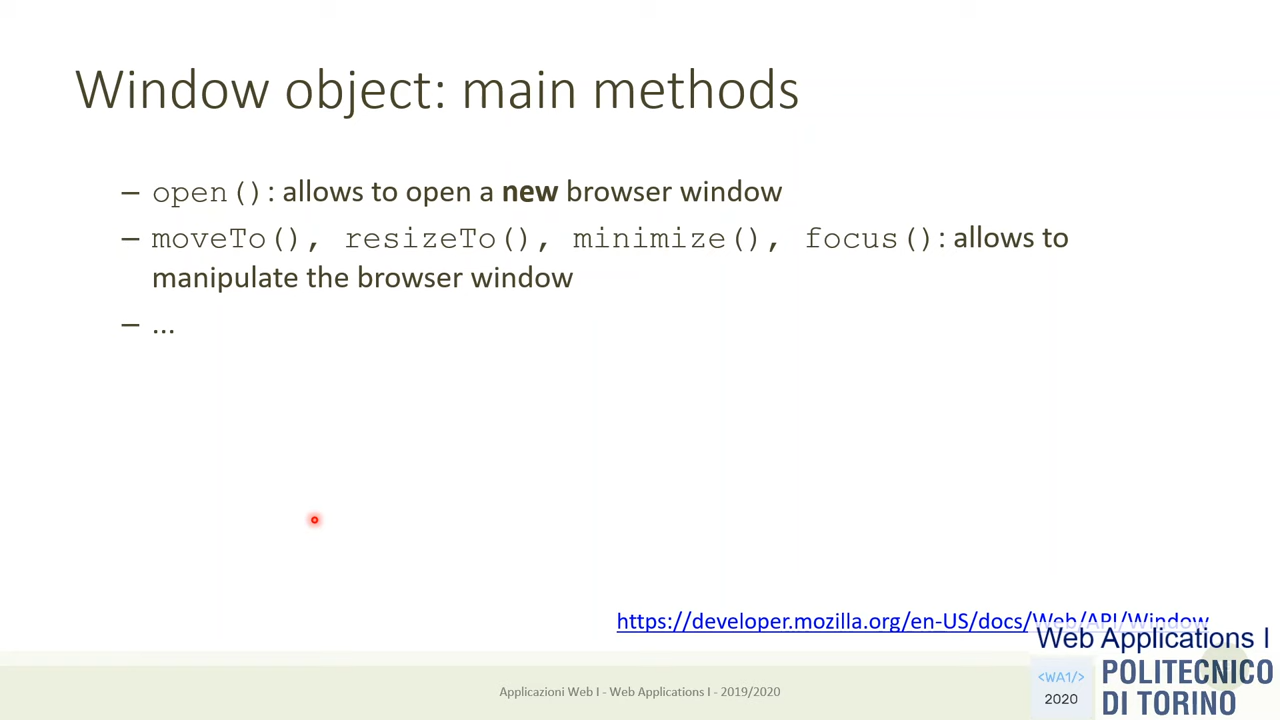 Window object: main methods
– open(): allows to open a new browser window
– moveTo(), resizeTo(), minimize(), focus(): allows to
manipulate the browser window
– ...
https://developer.mozilla.org/en-US/docs/Web/API/Window
Web Applications I
<WA1/>
2020
POLITECNICO
DI TORINO
Applicazioni Web I - Web Applications I - 2019/2020